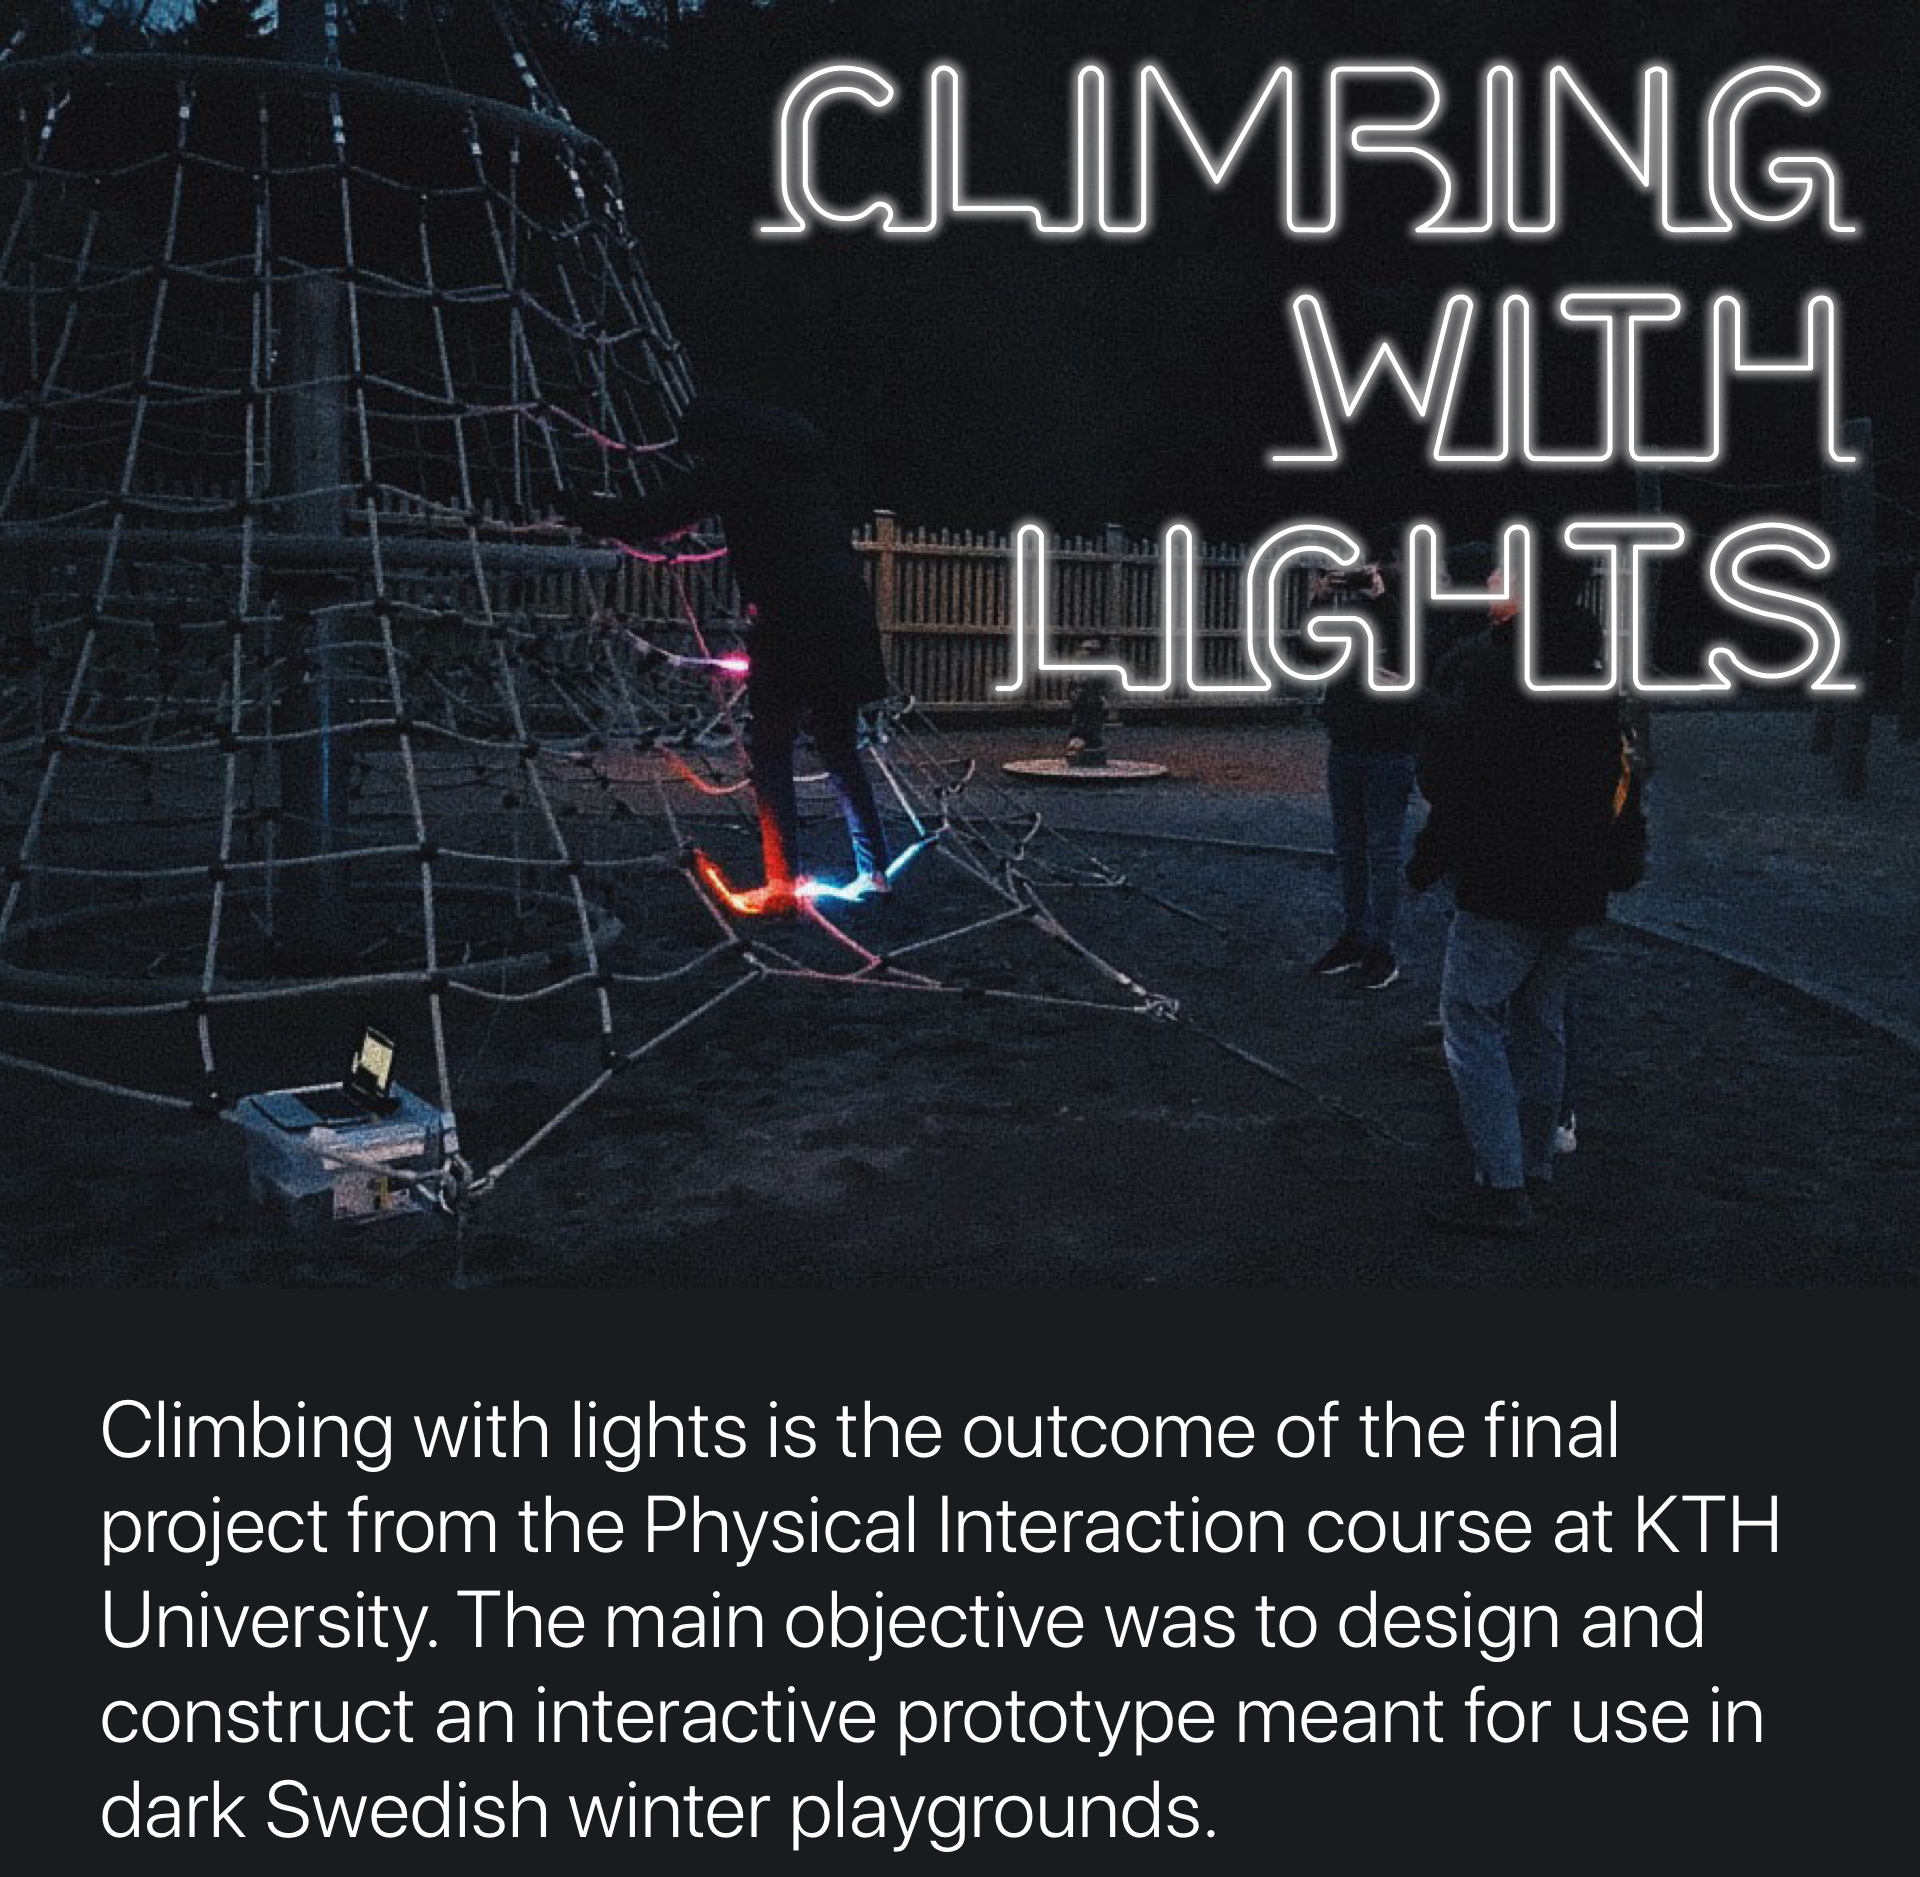 CLIMBING
WITH
LIGHTS
Climbing with lights is the outcome of the final
project from the Physical Interaction course at KTH
University. The main objective was to design and
construct an interactive prototype meant for use in
dark Swedish winter playgrounds.